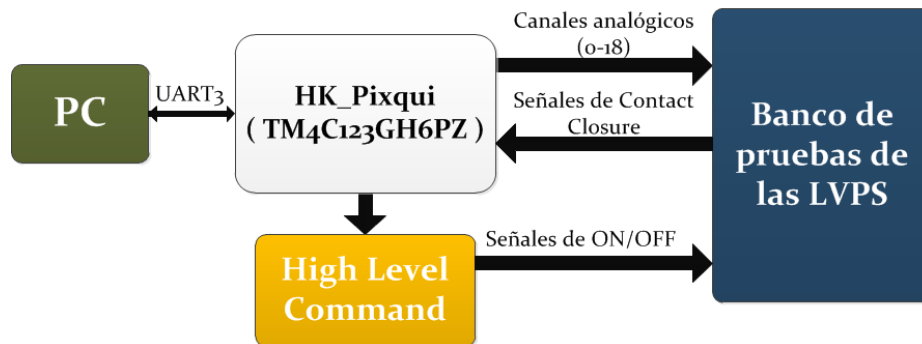 PC
UART3
HK_Pixqui
( TM4C123GH6PZ )
Canales analógicos
(0-18)
Señales de Contact
Closure
Banco de
pruebas de
las LVPS
High Level
Command
Señales de ON/OFF